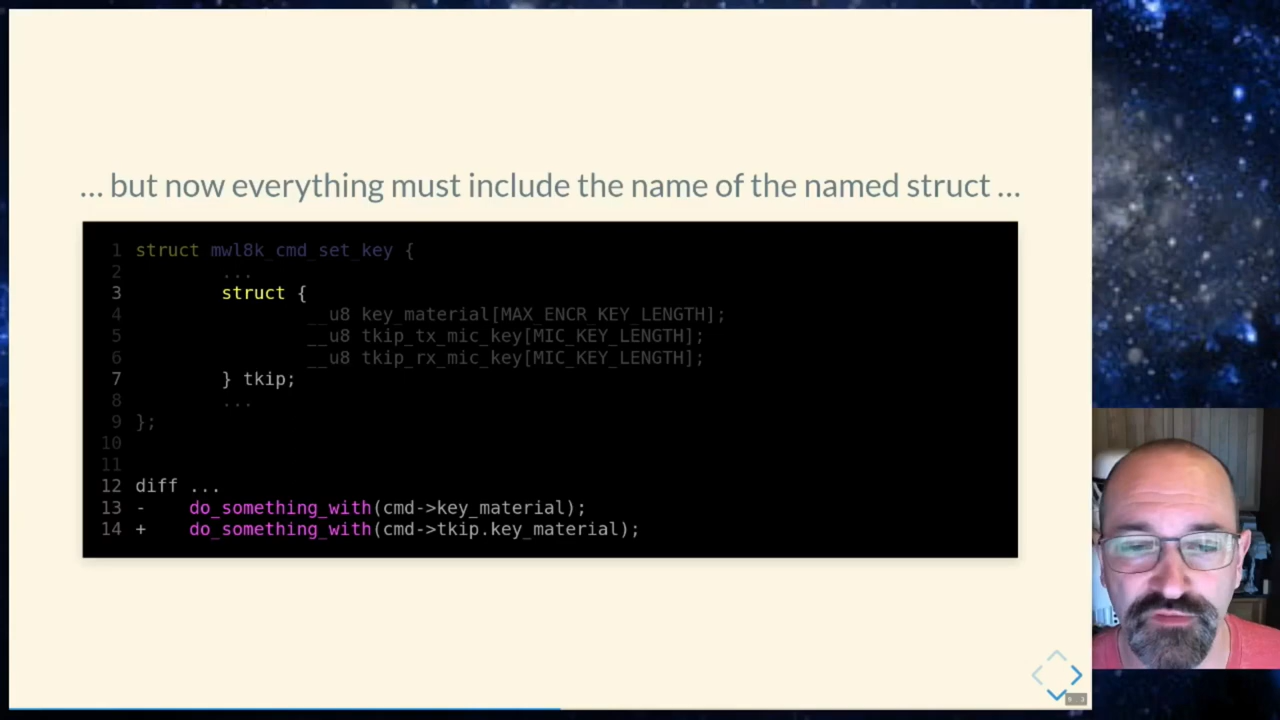 ... but now everything must include the name of the named struct ...
1 struct mwl8k_cmd_set_key {
2 ...
3 struct {
4 __u8 key_material[MAX_ENCR_KEY_LENGTH];
5 __u8 tkip_tx_mic_key[MIC_KEY_LENGTH];
6 __u8 tkip_rx_mic_key[MIC_KEY_LENGTH];
7 } tkip;
8 ...
9 };
10
11
12 diff ...
13 - do_something_with(cmd->key_material);
14 + do_something_with(cmd->tkip.key_material);